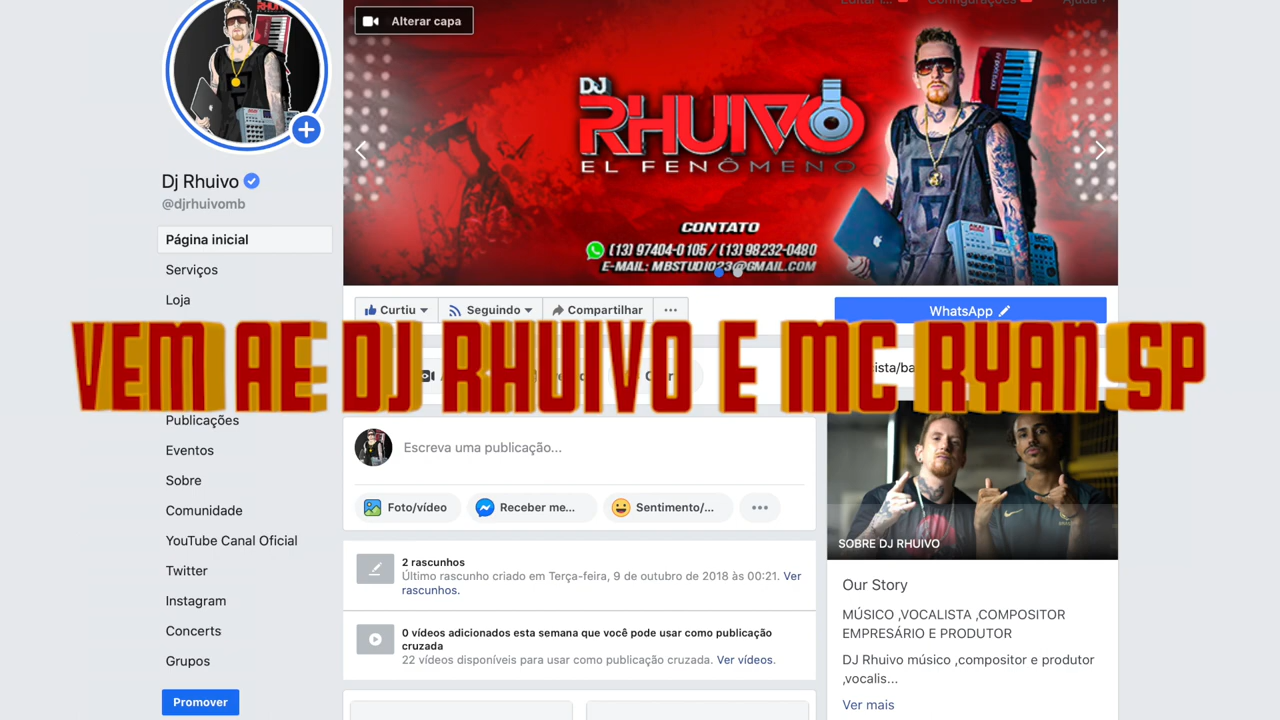 Alterar capa
Configurações
Ajuda
DJ
RHUIVO
EL FENÔMENO
CONTATO
(13) 97404-0105 / (13) 98232-0480
E-MAIL: MBSTUDIO23@GMAIL.COM
Dj Rhuivo
@djrhuivomb
Página inicial
Serviços
Loja
Curtiu
Seguindo
Compartilhar
WhatsApp
VEM AE DJ RHUIVO E MC RYAN SP
Publicações
Eventos
Sobre
Comunidade
YouTube Canal Oficial
Twitter
Instagram
Concerts
Grupos
Promover
Escreva uma publicação...
Foto/vídeo
Receber me...
Sentimento/...
2 rascunhos
Último rascunho criado em Terça-feira, 9 de outubro de 2018 às 00:21. Ver
rascunhos.
0 vídeos adicionados esta semana que você pode usar como publicação
cruzada
22 vídeos disponíveis para usar como publicação cruzada. Ver vídeos.
SOBRE DJ RHUIVO
Our Story
MÚSICO ,VOCALISTA ,COMPOSITOR
EMPRESÁRIO E PRODUTOR
DJ Rhuivo músico ,compositor e produtor
,vocalis...
Ver mais